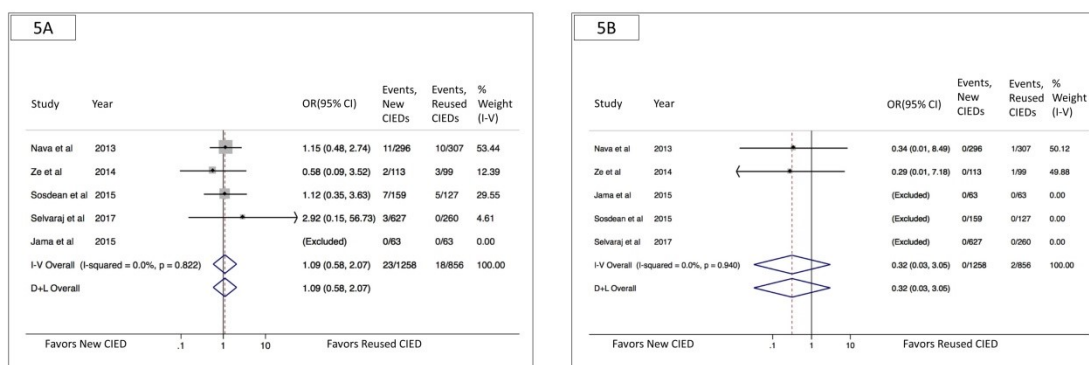 5A
Study Year OR(95% CI) Events, New CIEDs Events, Reused CIEDs % Weight (I-V)
Nava et al 2013 1.15 (0.48, 2.74) 11/296 10/307 53.44
Ze et al 2014 0.58 (0.09, 3.52) 2/113 3/99 12.39
Sosdean et al 2015 1.12 (0.35, 3.63) 7/159 5/127 29.55
Selvaraj et al 2017 2.92 (0.15, 56.73) 3/627 0/260 4.61
Jama et al 2015 (Excluded) 0/63 0/63 0.00
I-V Overall (I-squared = 0.0%, p = 0.822) 1.09 (0.58, 2.07) 23/1258 18/856 100.00
D+L Overall 1.09 (0.58, 2.07)
.1 1 10
Favors New CIED Favors Reused CIED
5B
Study Year OR(95% CI) Events, New CIEDs Events, Reused CIEDs % Weight (I-V)
Nava et al 2013 0.34 (0.01, 8.49) 0/296 1/307 50.12
Ze et al 2014 0.29 (0.01, 7.18) 0/113 1/99 49.88
Jama et al 2015 (Excluded) 0/63 0/63 0.00
Sosdean et al 2015 (Excluded) 0/159 0/127 0.00
Selvaraj et al 2017 (Excluded) 0/627 0/260 0.00
I-V Overall (I-squared = 0.0%, p = 0.940) 0.32 (0.03, 3.05) 0/1258 2/856 100.00
D+L Overall 0.32 (0.03, 3.05)
.1 1 10
Favors New CIED Favors Reused CIED